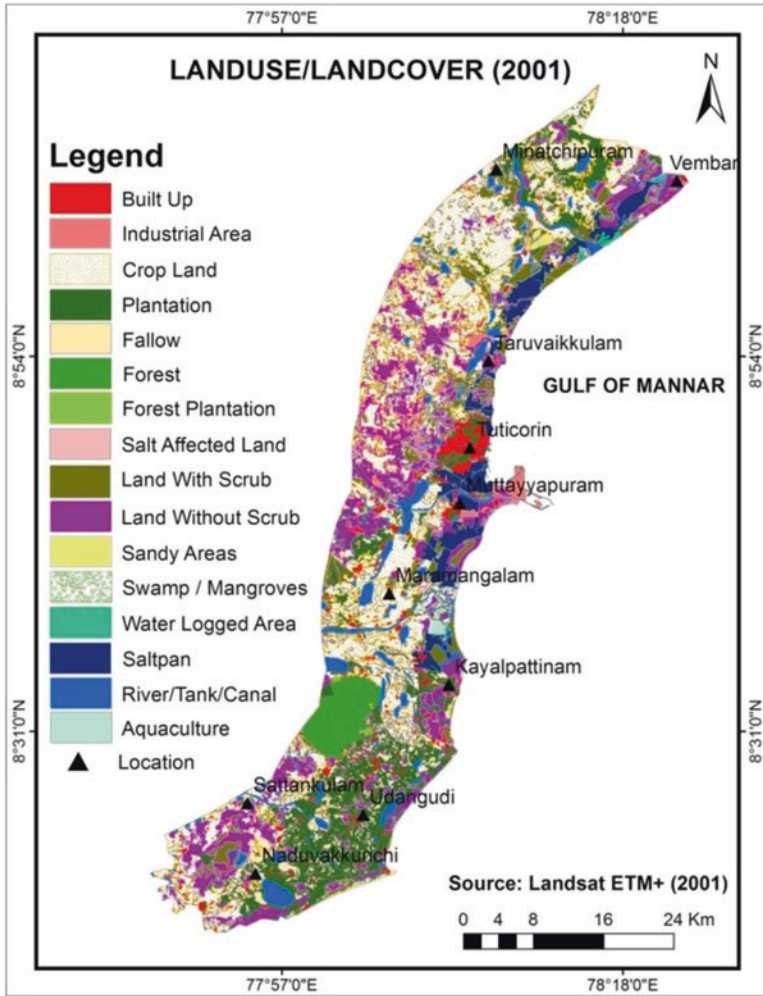 77°57'0"E 78°18'0"E
LANDUSE/LANDCOVER (2001)
N
Legend
Built Up
Industrial Area
Crop Land
Plantation
Fallow
Forest
Forest Plantation
Salt Affected Land
Land With Scrub
Land Without Scrub
Sandy Areas
Swamp / Mangroves
Water Logged Area
Saltpan
River/Tank/Canal
Aquaculture
Location
Minatchipuram
Vembar
Taruvaikkulam
GULF OF MANNAR
Tuticorin
Muttayyapuram
Maramangalam
Kayalpattinam
Sattankulam
Udangudi
Naduvakkurichi
8°54'0"N
8°54'0"N
8°31'0"N
8°31'0"N
Source: Landsat ETM+ (2001)
0 4 8 16 24 Km
77°57'0"E 78°18'0"E